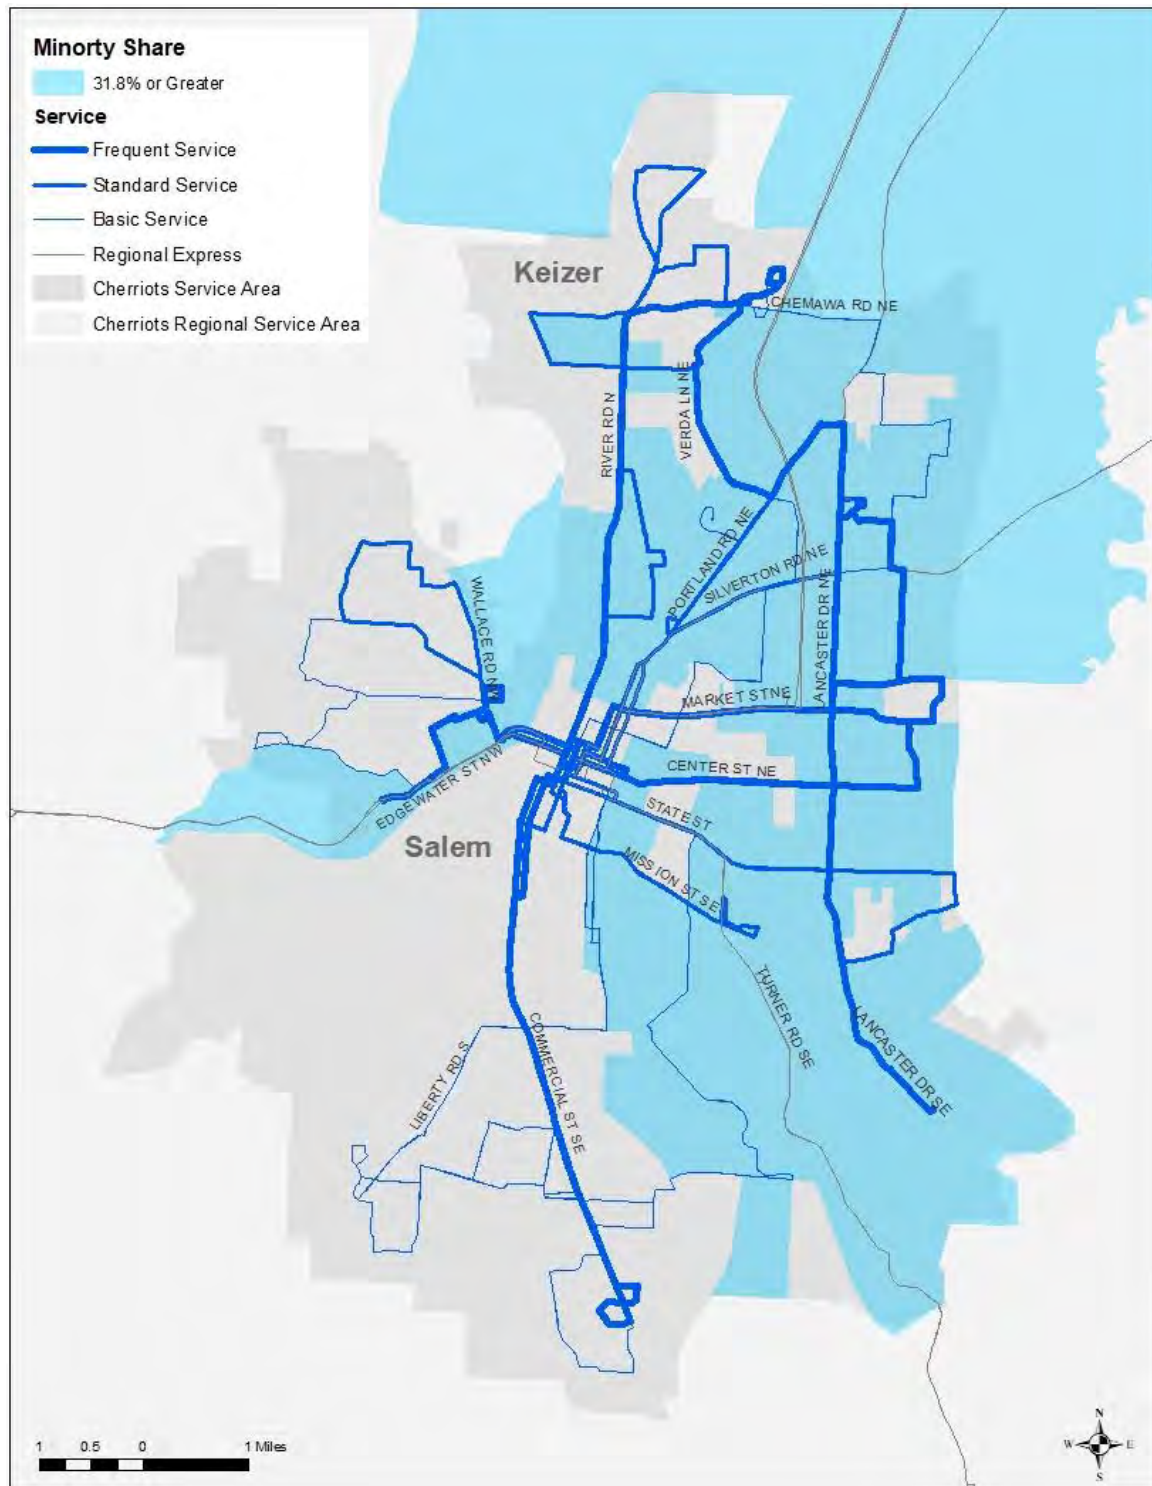 Minorty Share
31.8% or Greater
Service
Frequent Service
Standard Service
Basic Service
Regional Express
Cherriots Service Area
Cherriots Regional Service Area
Keizer
CHEMAWA RD NE
RIVER RD N
VERDA LN NE
PORTLAND RD NE
SILVERTON RD NE
WALLACE RD NW
LANCASTER DR NE
MARKET ST NE
CENTER ST NE
EDGEWATER ST NW
STATE ST
Salem
MISSION ST SE
TURNER RD SE
LANCASTER DR SE
LIBERTY RD S
COMMERCIAL ST SE
1 0.5 0 1 Miles
N
W E
S